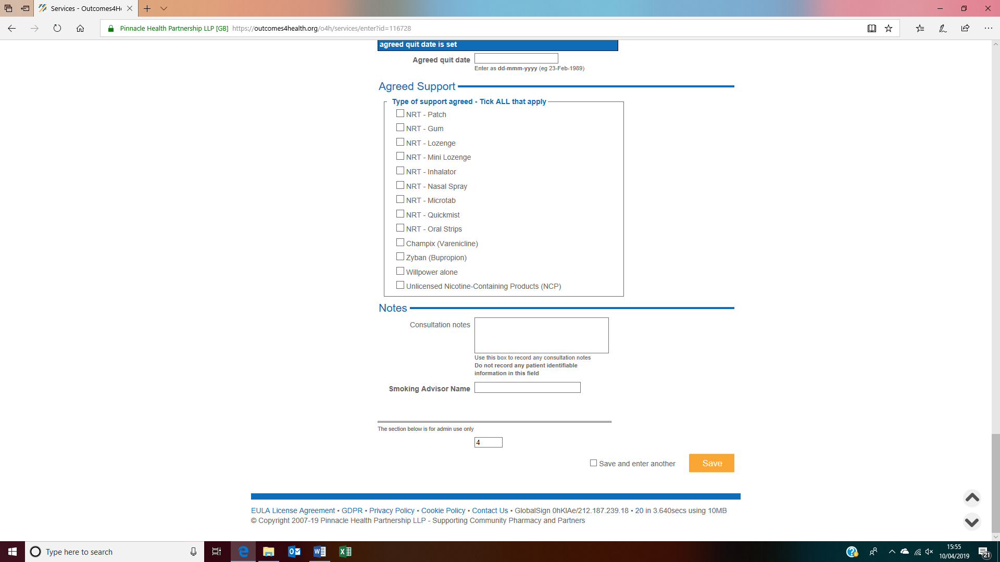 Services - Outcomes4He
Pinnacle Health Partnership LLP [GB] https://outcomes4health.org/o4h/services/enter?id=116728
agreed quit date is set
Agreed quit date
Enter as dd-mmm-yyyy (eg 23-Feb-1989)
Agreed Support
Type of support agreed - Tick ALL that apply
NRT - Patch
NRT - Gum
NRT - Lozenge
NRT - Mini Lozenge
NRT - Inhalator
NRT - Nasal Spray
NRT - Microtab
NRT - Quickmist
NRT - Oral Strips
Champix (Varenicline)
Zyban (Bupropion)
Willpower alone
Unlicensed Nicotine-Containing Products (NCP)
Notes
Consultation notes
Use this box to record any consultation notes
Do not record any patient identifiable
information in this field
Smoking Advisor Name
The section below is for admin use only
4
Save and enter another Save
EULA License Agreement • GDPR • Privacy Policy • Cookie Policy • Contact Us • GlobalSign 0hKlAe/212.187.239.18 • 20 in 3.640secs using 10MB
© Copyright 2007-19 Pinnacle Health Partnership LLP - Supporting Community Pharmacy and Partners
Type here to search
15:55
10/04/2019
21